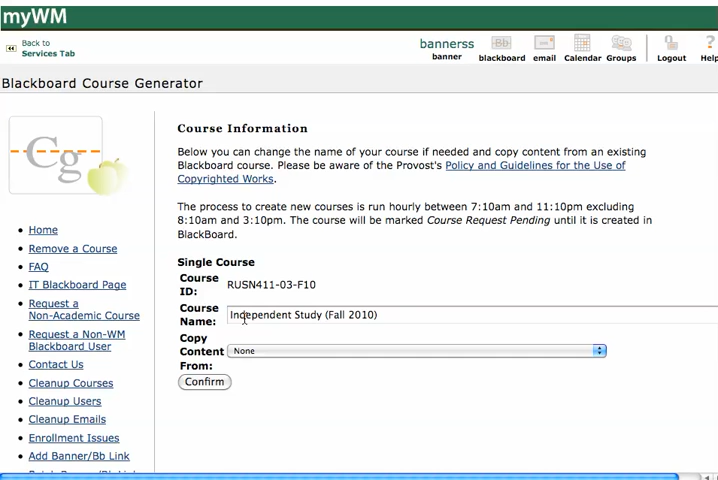 myWM
Back to
Services Tab
bannerss
banner
Bb
blackboard
email
Calendar
Groups
Logout
?
Help
Blackboard Course Generator
Cg
Home
Remove a Course
FAQ
IT Blackboard Page
Request a
Non-Academic Course
Request a Non-WM
Blackboard User
Contact Us
Cleanup Courses
Cleanup Users
Cleanup Emails
Enrollment Issues
Add Banner/Bb Link
Course Information
Below you can change the name of your course if needed and copy content from an existing
Blackboard course. Please be aware of the Provost's Policy and Guidelines for the Use of
Copyrighted Works.
The process to create new courses is run hourly between 7:10am and 11:10pm excluding
8:10am and 3:10pm. The course will be marked Course Request Pending until it is created in
BlackBoard.
Single Course
Course
ID: RUSN411-03-F10
Course
Name: Independent Study (Fall 2010)
Copy
Content None
From:
Confirm